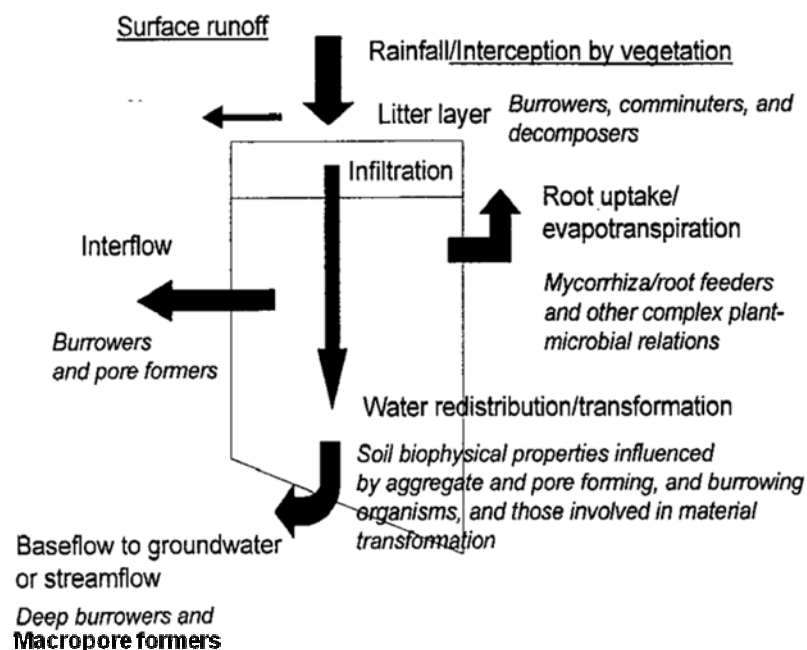 Surface runoff
Rainfall/Interception by vegetation
Litter layer
Burrowers, comminuters, and
decomposers
Infiltration
Root uptake/
evapotranspiration
Interflow
Mycorrhiza/root feeders
and other complex plant-
microbial relations
Burrowers
and pore formers
Water redistribution/transformation
Soil biophysical properties influenced
by aggregate and pore forming, and burrowing
organisms, and those involved in material
transformation
Baseflow to groundwater
or streamflow
Deep burrowers and
Macropore formers